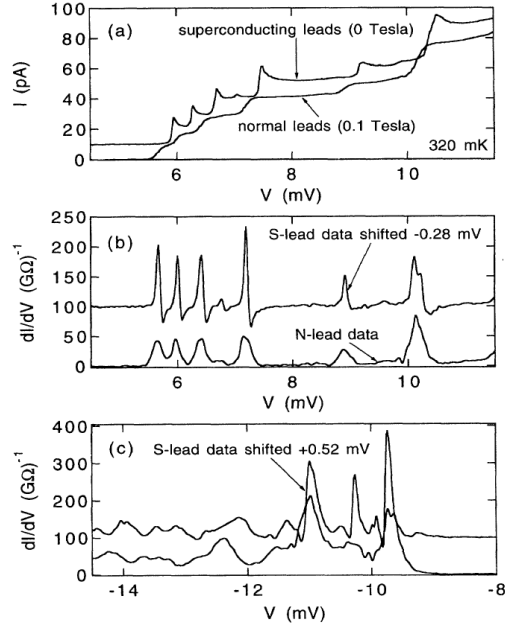 100
(a)
superconducting leads (0 Tesla)
80
60
I (pA)
40
20
normal leads (0.1 Tesla)
320 mK
0
6 8 10
V (mV)
250
(b)
S-lead data shifted -0.28 mV
200
150
dI/dV (GΩ)⁻¹
100
50
N-lead data
0
6 8 10
V (mV)
400
(c)
S-lead data shifted +0.52 mV
300
dI/dV (GΩ)⁻¹
200
100
0
-14 -12 -10 -8
V (mV)